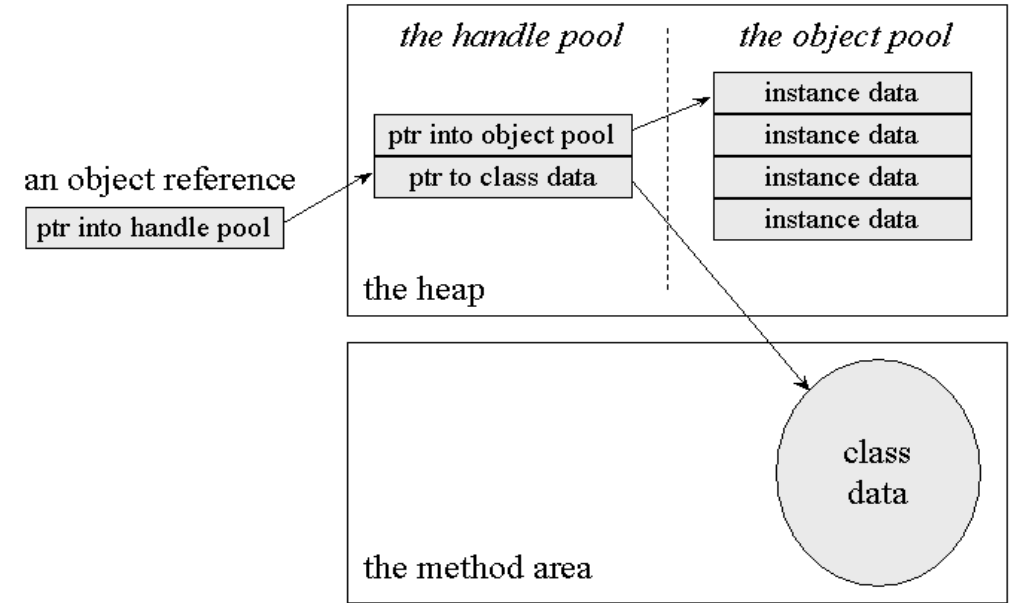 the handle pool
the object pool
instance data
ptr into object pool
instance data
an object reference
ptr to class data
instance data
ptr into handle pool
instance data
the heap
class
data
the method area